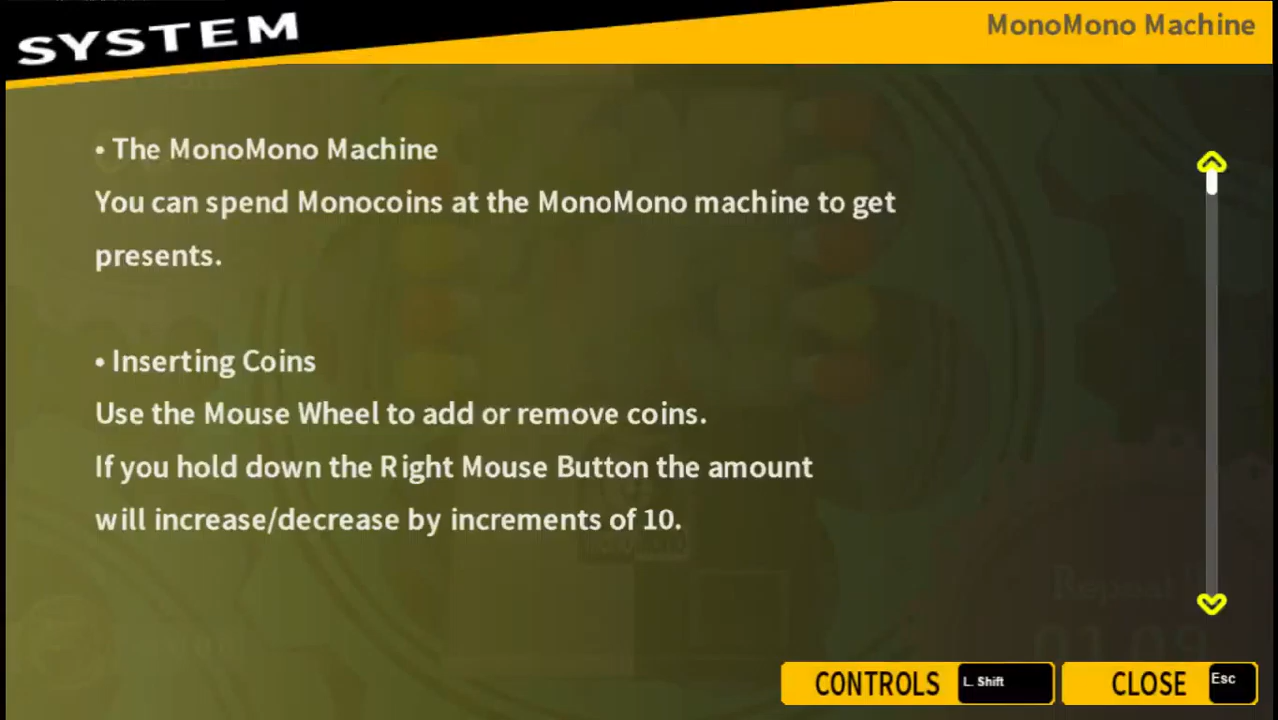 SYSTEM
MonoMono Machine
• The MonoMono Machine
You can spend Monocoins at the MonoMono machine to get
presents.
• Inserting Coins
Use the Mouse Wheel to add or remove coins.
If you hold down the Right Mouse Button the amount
will increase/decrease by increments of 10.
CONTROLS L. Shift CLOSE Esc